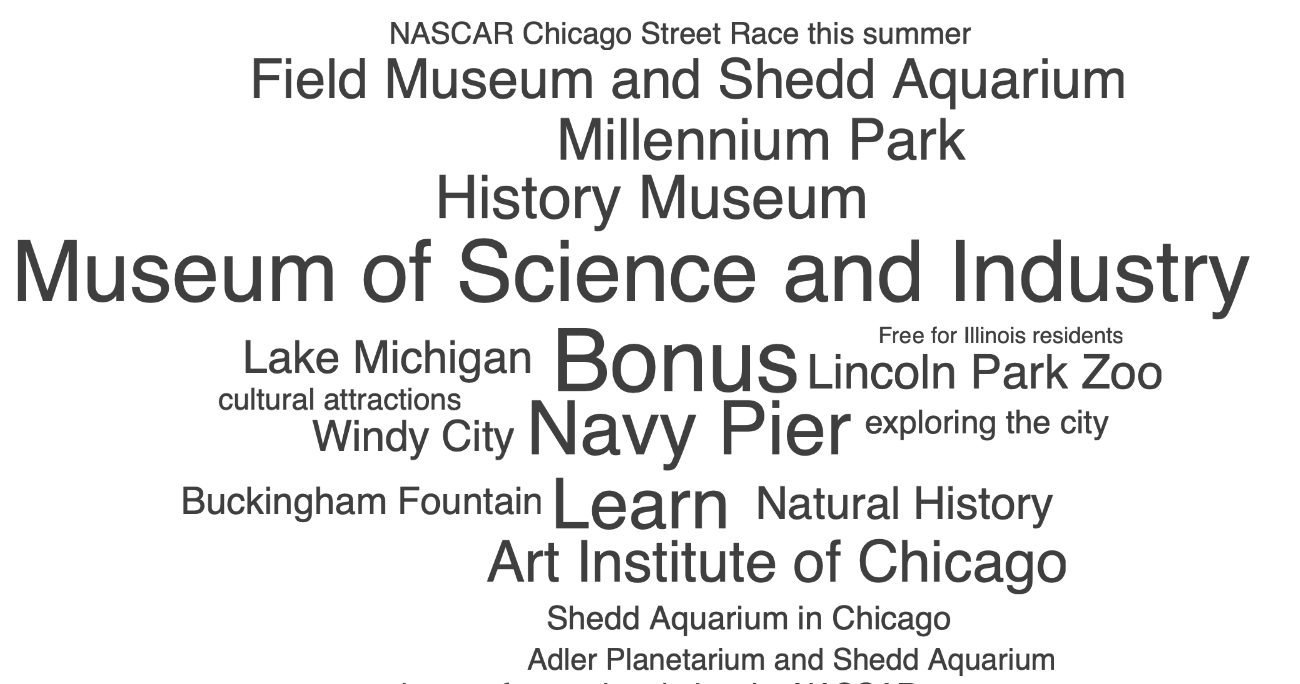 NASCAR Chicago Street Race this summer
Field Museum and Shedd Aquarium
Millennium Park
History Museum
Museum of Science and Industry
Free for Illinois residents
Lake Michigan Bonus Lincoln Park Zoo
cultural attractions
Windy City Navy Pier exploring the city
Buckingham Fountain Learn Natural History
Art Institute of Chicago
Shedd Aquarium in Chicago
Adler Planetarium and Shedd Aquarium
NASCAR